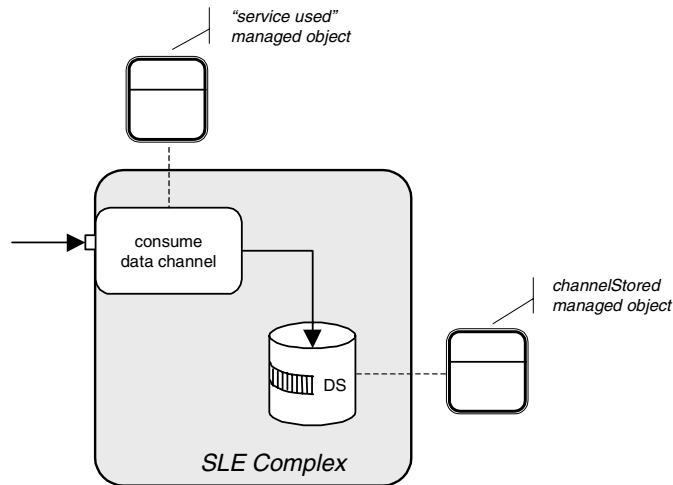 “service used”
managed object
consume
data channel
channelStored
managed object
DS
SLE Complex